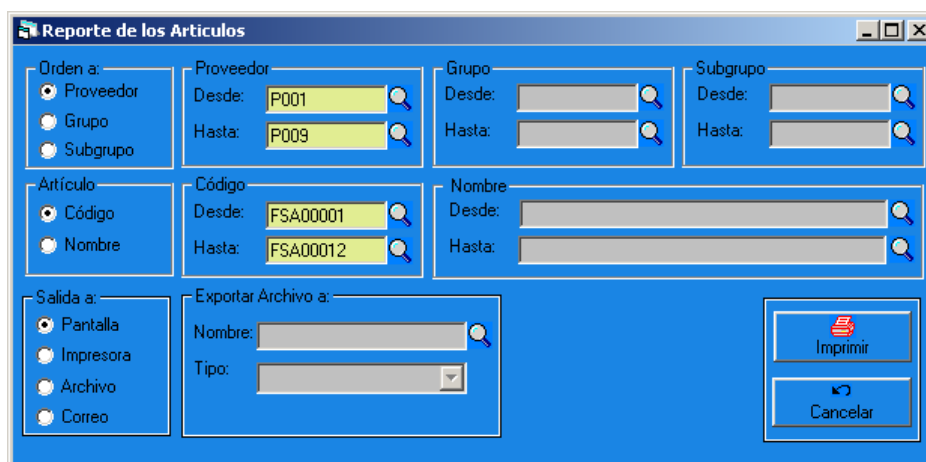 Reporte de los Articulos
Orden a:
Proveedor
Grupo
Subgrupo
Proveedor
Desde: P001
Hasta: P009
Grupo
Desde:
Hasta:
Subgrupo
Desde:
Hasta:
Artículo
Código
Nombre
Código
Desde: FSA00001
Hasta: FSA00012
Nombre
Desde:
Hasta:
Salida a:
Pantalla
Impresora
Archivo
Correo
Exportar Archivo a:
Nombre:
Tipo:
Imprimir
Cancelar